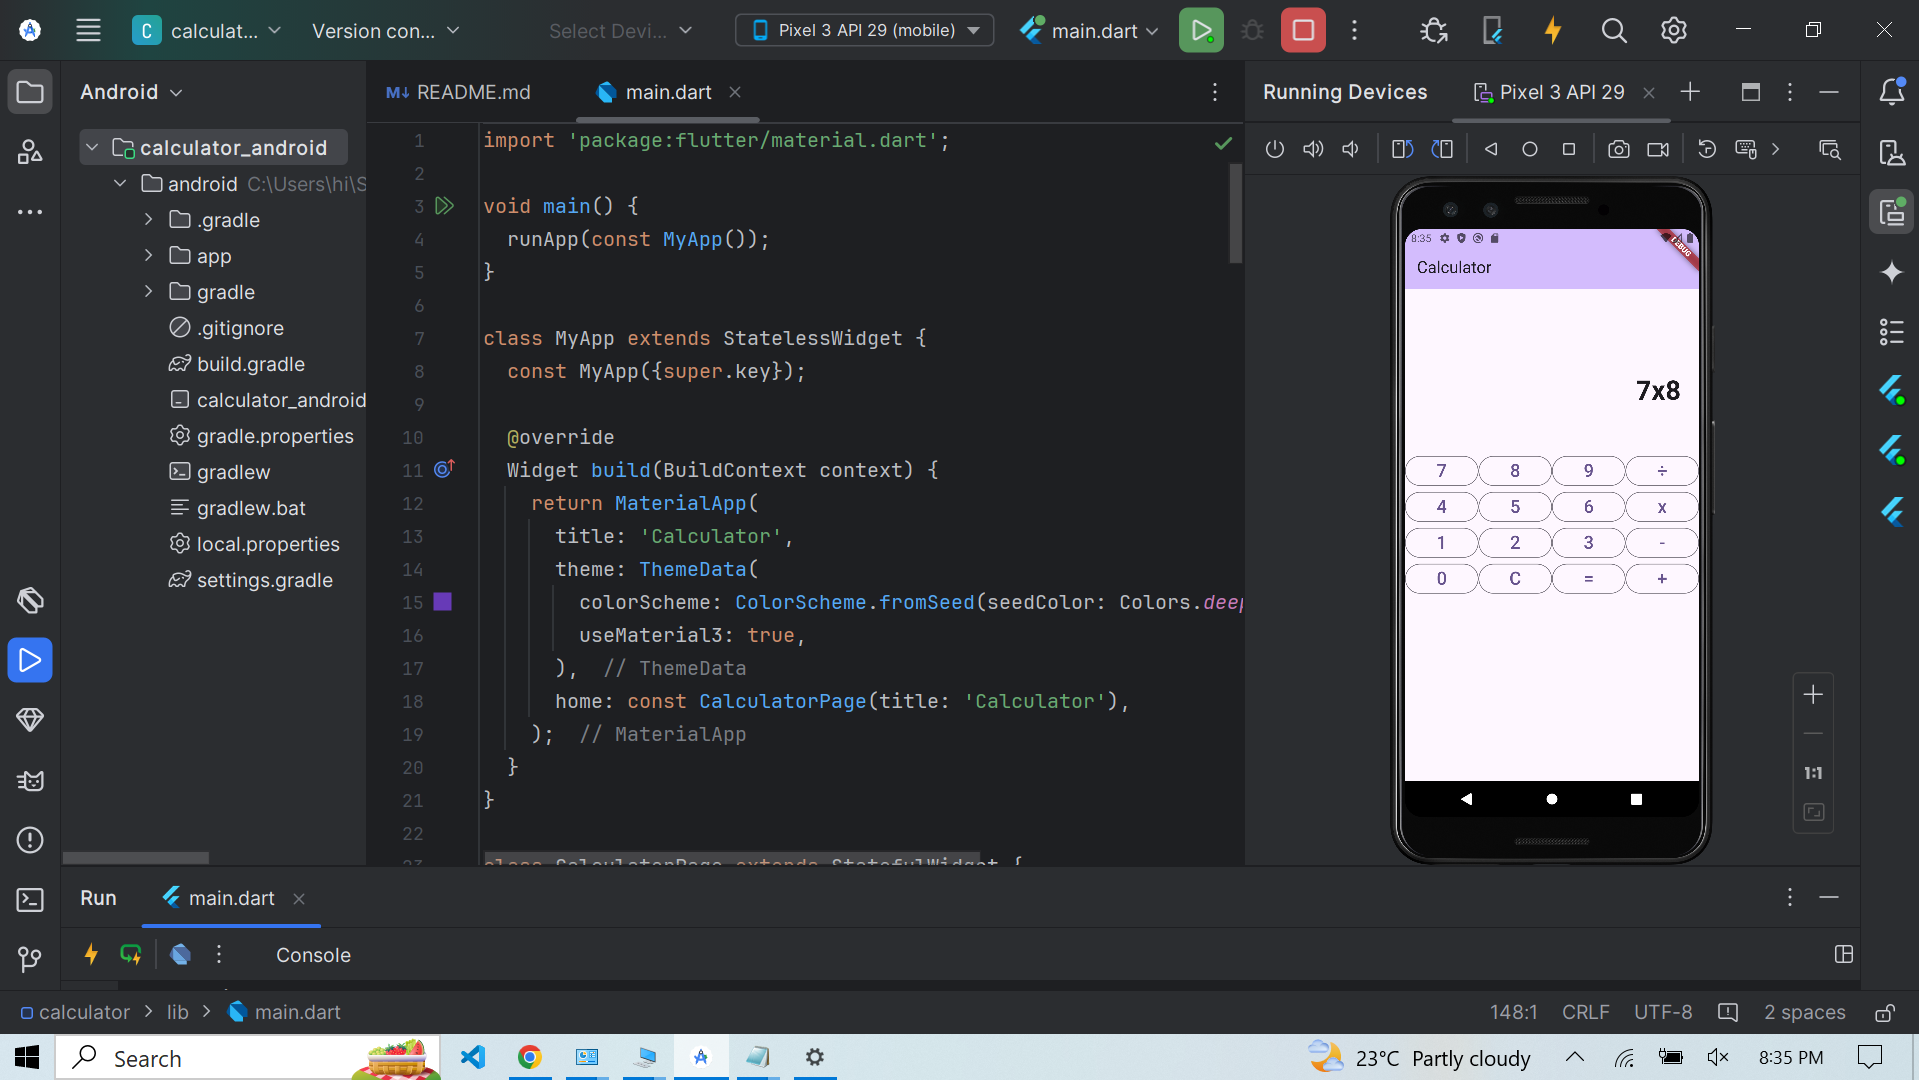 C calculat...
Version con...
Select Devi...
Pixel 3 API 29 (mobile)
main.dart
Android
README.md
main.dart
Running Devices
Pixel 3 API 29
calculator_android
android C:\Users\hi\S
.gradle
app
gradle
.gitignore
build.gradle
calculator_android
gradle.properties
gradlew
gradlew.bat
local.properties
settings.gradle
1 import 'package:flutter/material.dart';
2
3 void main() {
4 runApp(const MyApp());
5 }
6
7 class MyApp extends StatelessWidget {
8 const MyApp({super.key});
9
10 @override
11 Widget build(BuildContext context) {
12 return MaterialApp(
13 title: 'Calculator',
14 theme: ThemeData(
15 colorScheme: ColorScheme.fromSeed(seedColor: Colors.deep
16 useMaterial3: true,
17 ), // ThemeData
18 home: const CalculatorPage(title: 'Calculator'),
19 ); // MaterialApp
20 }
21 }
22
23 class CalculatorPage extends StatefulWidget {
8:35
DEBUG
Calculator
7x8
7 8 9 ÷
4 5 6 x
1 2 3 -
0 C = +
1:1
Run
main.dart
Console
calculator > lib > main.dart
148:1 CRLF UTF-8 2 spaces
Search
23°C Partly cloudy
8:35 PM